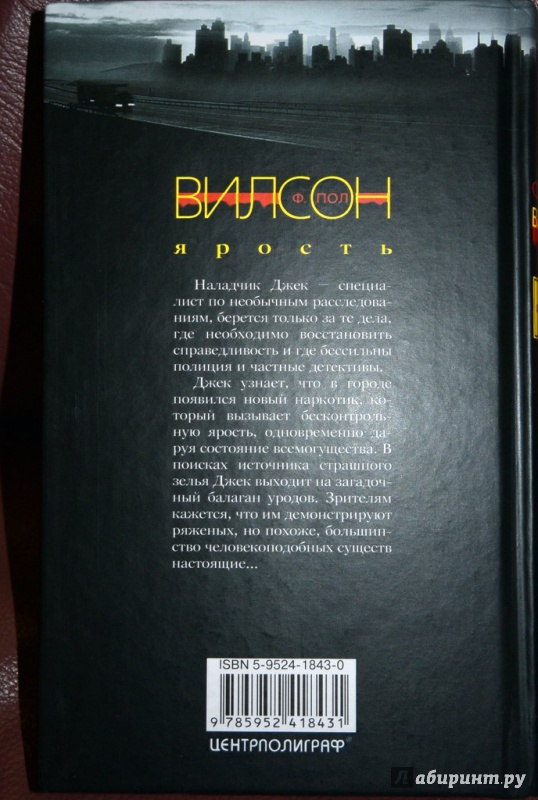 ВИЛСОН
Ф. ПОЛ
ярость
Наладчик Джек — специа-
лист по необычным расследова-
ниям, берется только за те дела,
где необходимо восстановить
справедливость и где бессильны
полиция и частные детективы.
Джек узнает, что в городе
появился новый наркотик, ко-
торый вызывает бесконтроль-
ную ярость, одновременно да-
руя состояние всемогущества. В
поисках источника страшного
зелья Джек выходит на загадоч-
ный балаган уродов. Зрителям
кажется, что им демонстрируют
ряженых, но похоже, большин-
ство человекоподобных существ
настоящие...
ISBN 5-9524-1843-0
9 785952 418431
ЦЕНТРПОЛИГРАФ®
Лабиринт.ру